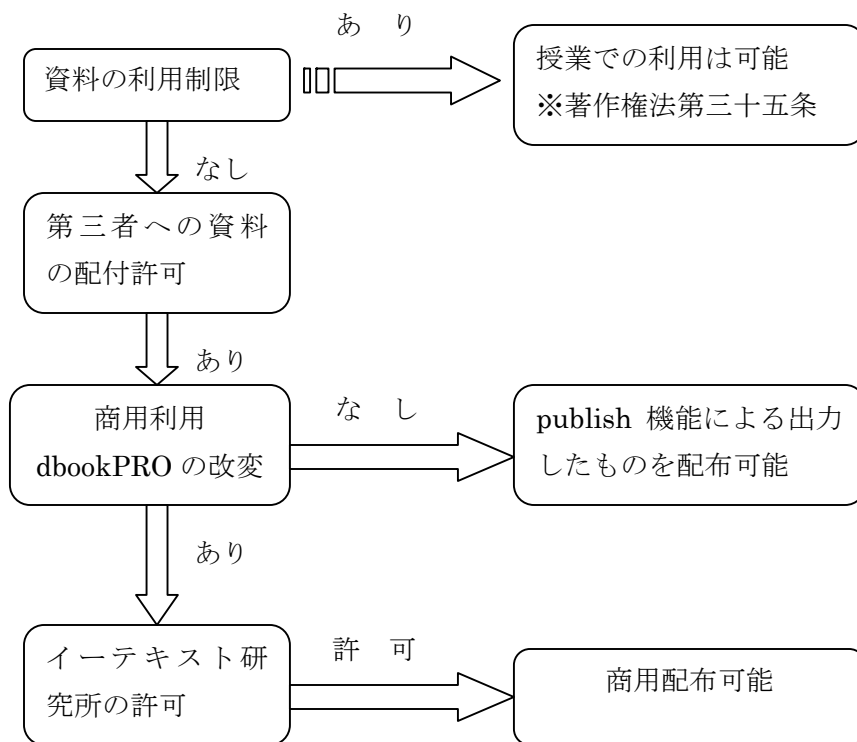 あ り
資料の利用制限
授業での利用は可能
※著作権法第三十五条
なし
第三者への資料
の配付許可
あり
商用利用
dbookPRO の改変
な し
publish 機能による出力
したものを配布可能
あり
イーテキスト研
究所の許可
許 可
商用配布可能